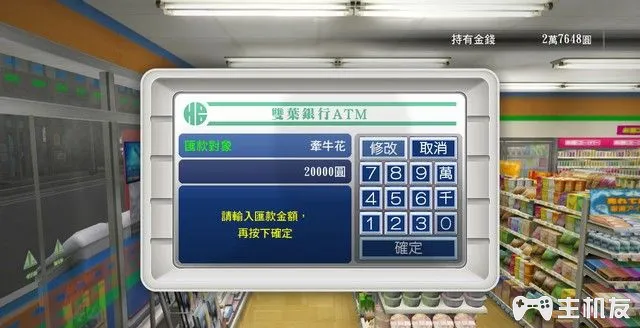 持有金錢 2萬7648圓
雙葉銀行ATM
匯款對象 牽牛花
20000圓
請輸入匯款金額，
再按下確定
修改 取消
7 8 9 萬
4 5 6 千
1 2 3 0
確定
主机友